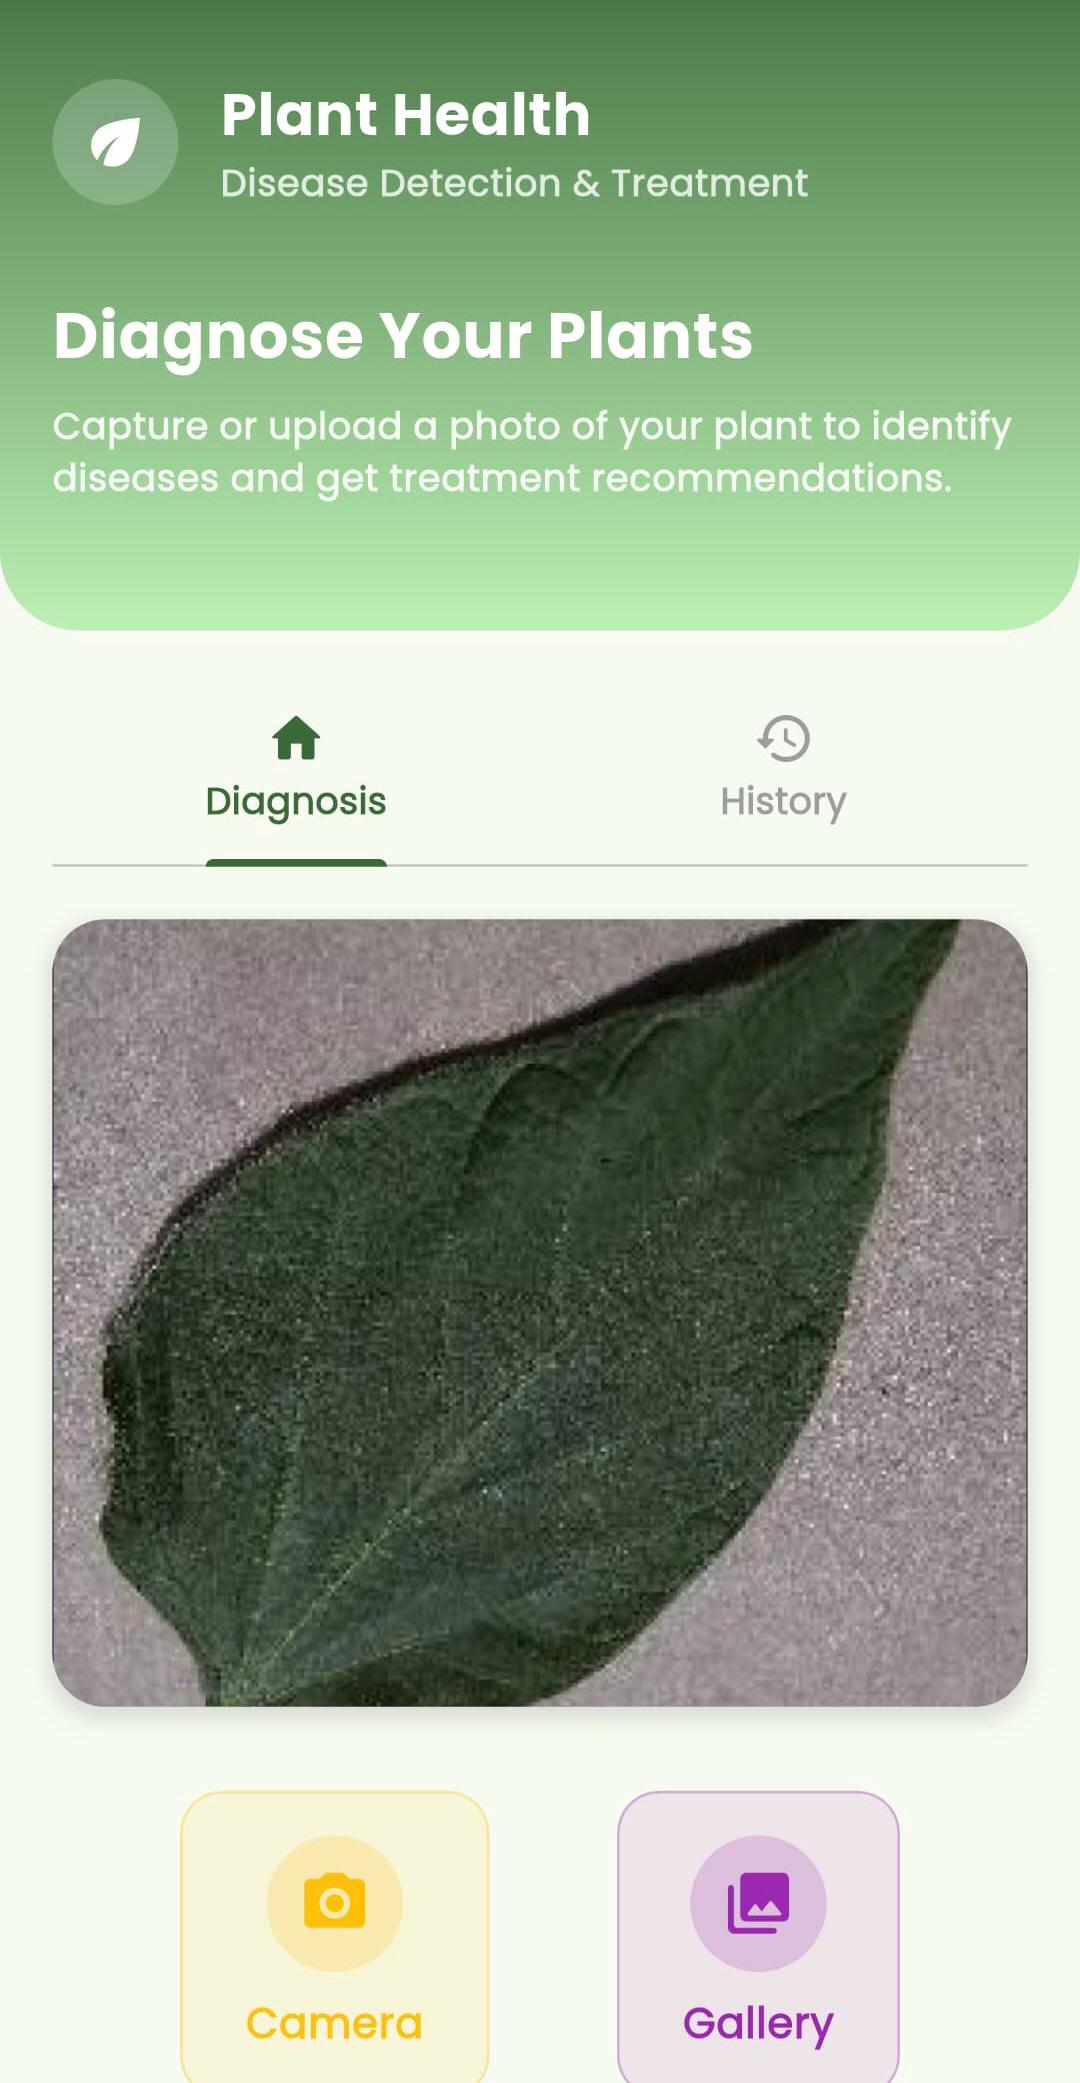 Plant Health
Disease Detection & Treatment
Diagnose Your Plants
Capture or upload a photo of your plant to identify
diseases and get treatment recommendations.
Diagnosis
History
Camera
Gallery